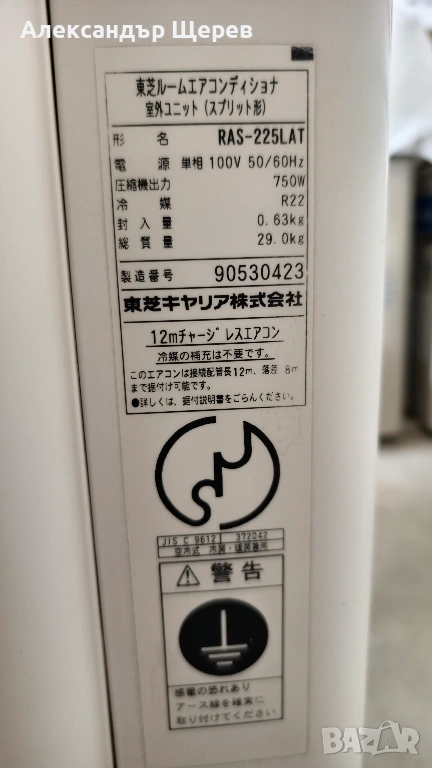 Александър Гюрев
東芝ルームエアコンディショナ
室外ユニット(スプリット形)
形 名 RAS-225LAT
電 源 単相 100V 50/60Hz
圧縮機出力 750W
冷 媒 R22
封 入 量 0.63kg
総 質 量 29.0kg
製造番号 90530423
東芝キヤリア株式会社
12mチャージレスエアコン
冷媒の補充は不要です。
このエアコンは接続配管長12m、落差 8m
まで据付け可能です。
●詳しくは、据付説明書をごらんください。
JIS C 9612 372042
空冷式 冷房・暖房兼用
警告
感電の恐れあり
アース線を確実に
取り付けてください
BAZAR